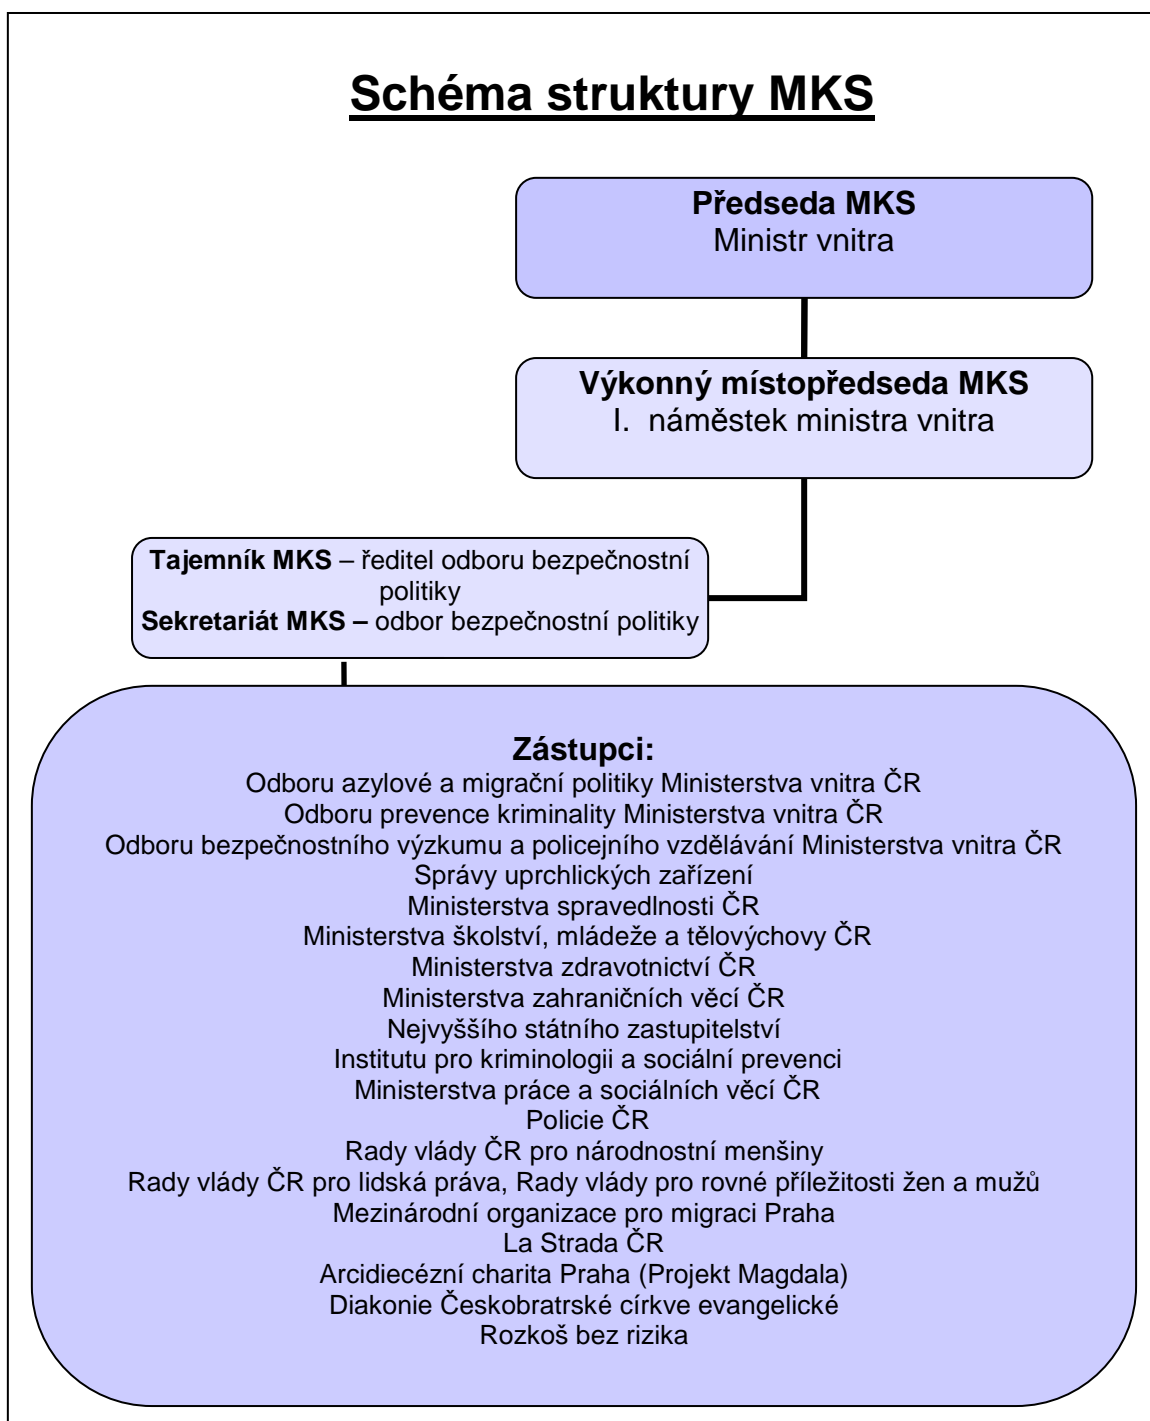 Schéma struktury MKS
Předseda MKS
Ministr vnitra
Výkonný místopředseda MKS
I. náměstek ministra vnitra
Tajemník MKS – ředitel odboru bezpečnostní
politiky
Sekretariát MKS – odbor bezpečnostní politiky
Zástupci:
Odboru azylové a migrační politiky Ministerstva vnitra ČR
Odboru prevence kriminality Ministerstva vnitra ČR
Odboru bezpečnostního výzkumu a policejního vzdělávání Ministerstva vnitra ČR
Správy uprchlických zařízení
Ministerstva spravedlnosti ČR
Ministerstva školství, mládeže a tělovýchovy ČR
Ministerstva zdravotnictví ČR
Ministerstva zahraničních věcí ČR
Nejvyššího státního zastupitelství
Institutu pro kriminologii a sociální prevenci
Ministerstva práce a sociálních věcí ČR
Policie ČR
Rady vlády ČR pro národnostní menšiny
Rady vlády ČR pro lidská práva, Rady vlády pro rovné příležitosti žen a mužů
Mezinárodní organizace pro migraci Praha
La Strada ČR
Arcidiecézní charita Praha (Projekt Magdala)
Diakonie Českobratrské církve evangelické
Rozkoš bez rizika